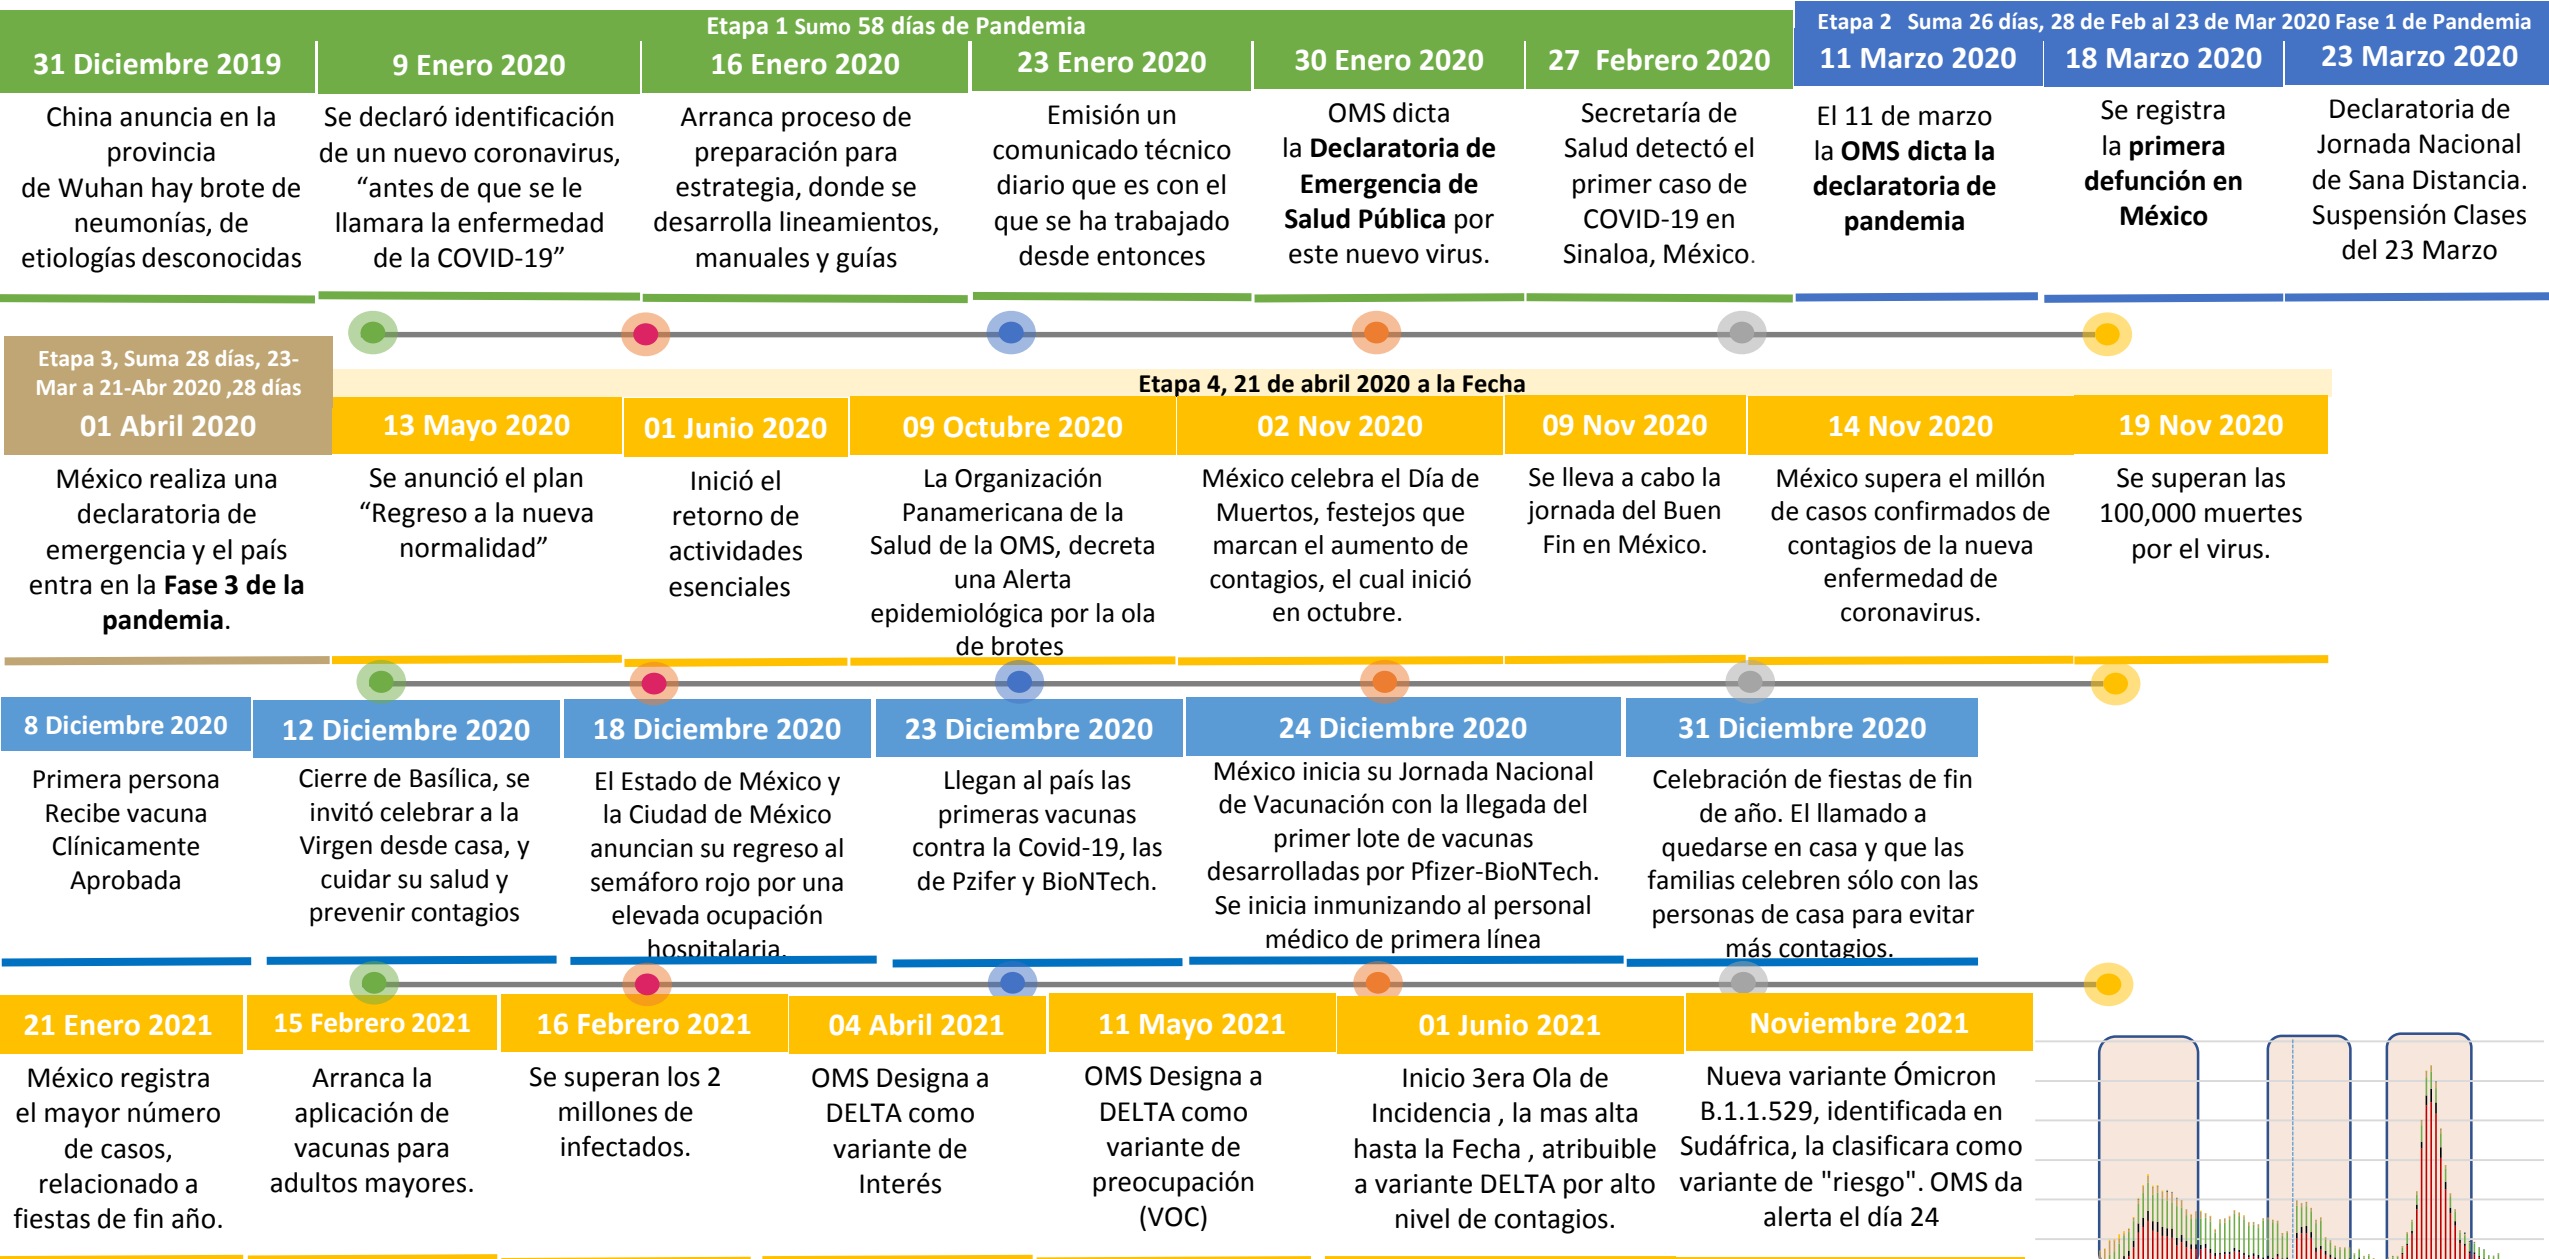 Etapa 1 Sumo 58 días de Pandemia
Etapa 2 Suma 26 días, 28 de Feb al 23 de Mar 2020 Fase 1 de Pandemia
31 Diciembre 2019
China anuncia en la
provincia
de Wuhan hay brote de
neumonías, de
etiologías desconocidas
9 Enero 2020
Se declaró identificación
de un nuevo coronavirus,
“antes de que se le
llamara la enfermedad
de la COVID-19”
16 Enero 2020
Arranca proceso de
preparación para
estrategia, donde se
desarrolla lineamientos,
manuales y guías
23 Enero 2020
Emisión un
comunicado técnico
diario que es con el
que se ha trabajado
desde entonces
30 Enero 2020
OMS dicta
la Declaratoria de
Emergencia de
Salud Pública por
este nuevo virus.
27 Febrero 2020
Secretaría de
Salud detectó el
primer caso de
COVID-19 en
Sinaloa, México.
11 Marzo 2020
El 11 de marzo
la OMS dicta la
declaratoria de
pandemia
18 Marzo 2020
Se registra
la primera
defunción en
México
23 Marzo 2020
Declaratoria de
Jornada Nacional
de Sana Distancia.
Suspensión Clases
del 23 Marzo
Etapa 3, Suma 28 días, 23-
Mar a 21-Abr 2020 ,28 días
Etapa 4, 21 de abril 2020 a la Fecha
01 Abril 2020
México realiza una
declaratoria de
emergencia y el país
entra en la Fase 3 de la
pandemia.
13 Mayo 2020
Se anunció el plan
“Regreso a la nueva
normalidad”
01 Junio 2020
Inició el
retorno de
actividades
esenciales
09 Octubre 2020
La Organización
Panamericana de la
Salud de la OMS, decreta
una Alerta
epidemiológica por la ola
de brotes
02 Nov 2020
México celebra el Día de
Muertos, festejos que
marcan el aumento de
contagios, el cual inició
en octubre.
09 Nov 2020
Se lleva a cabo la
jornada del Buen
Fin en México.
14 Nov 2020
México supera el millón
de casos confirmados de
contagios de la nueva
enfermedad de
coronavirus.
19 Nov 2020
Se superan las
100,000 muertes
por el virus.
8 Diciembre 2020
Primera persona
Recibe vacuna
Clínicamente
Aprobada
12 Diciembre 2020
Cierre de Basílica, se
invitó celebrar a la
Virgen desde casa, y
cuidar su salud y
prevenir contagios
18 Diciembre 2020
El Estado de México y
la Ciudad de México
anuncian su regreso al
semáforo rojo por una
elevada ocupación
hospitalaria.
23 Diciembre 2020
Llegan al país las
primeras vacunas
contra la Covid-19, las
de Pzifer y BioNTech.
24 Diciembre 2020
México inicia su Jornada Nacional
de Vacunación con la llegada del
primer lote de vacunas
desarrolladas por Pfizer-BioNTech.
Se inicia inmunizando al personal
médico de primera línea
31 Diciembre 2020
Celebración de fiestas de fin
de año. El llamado a
quedarse en casa y que las
familias celebren sólo con las
personas de casa para evitar
más contagios.
21 Enero 2021
México registra
el mayor número
de casos,
relacionado a
fiestas de fin año.
15 Febrero 2021
Arranca la
aplicación de
vacunas para
adultos mayores.
16 Febrero 2021
Se superan los 2
millones de
infectados.
04 Abril 2021
OMS Designa a
DELTA como
variante de
Interés
11 Mayo 2021
OMS Designa a
DELTA como
variante de
preocupación
(VOC)
01 Junio 2021
Inicio 3era Ola de
Incidencia , la mas alta
hasta la Fecha , atribuible
a variante DELTA por alto
nivel de contagios.
Noviembre 2021
Nueva variante Ómicron
B.1.1.529, identificada en
Sudáfrica, la clasificara como
variante de "riesgo". OMS da
alerta el día 24